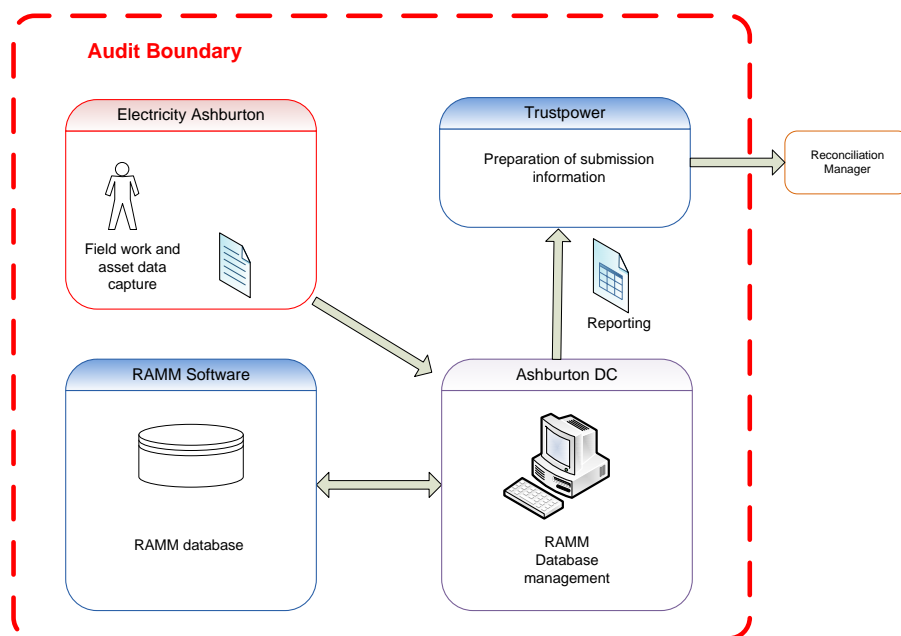 Audit Boundary
Electricity Ashburton
Field work and
asset data
capture
Trustpower
Preparation of submission
information
Reconciliation
Manager
Reporting
RAMM Software
RAMM database
Ashburton DC
RAMM
Database
management